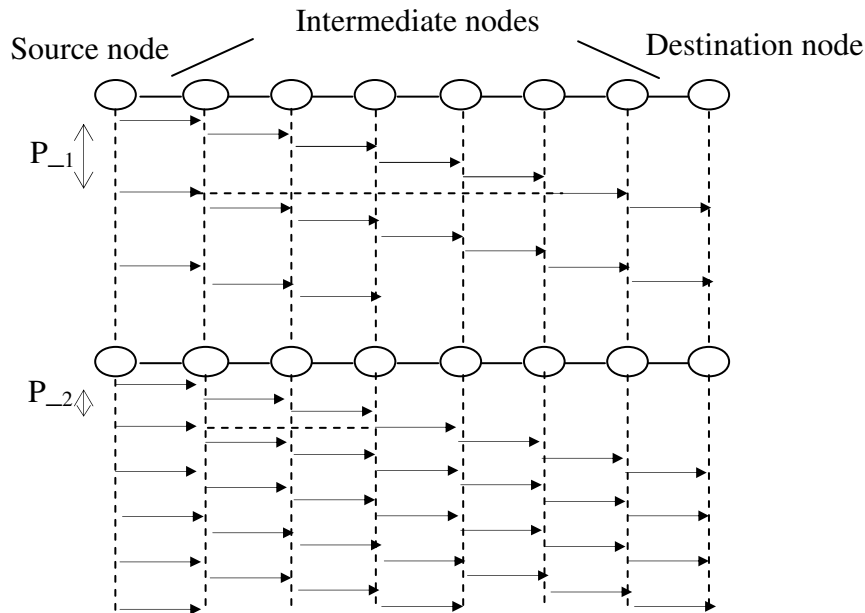 Intermediate nodes
Source node
Destination node
P_1
P_2